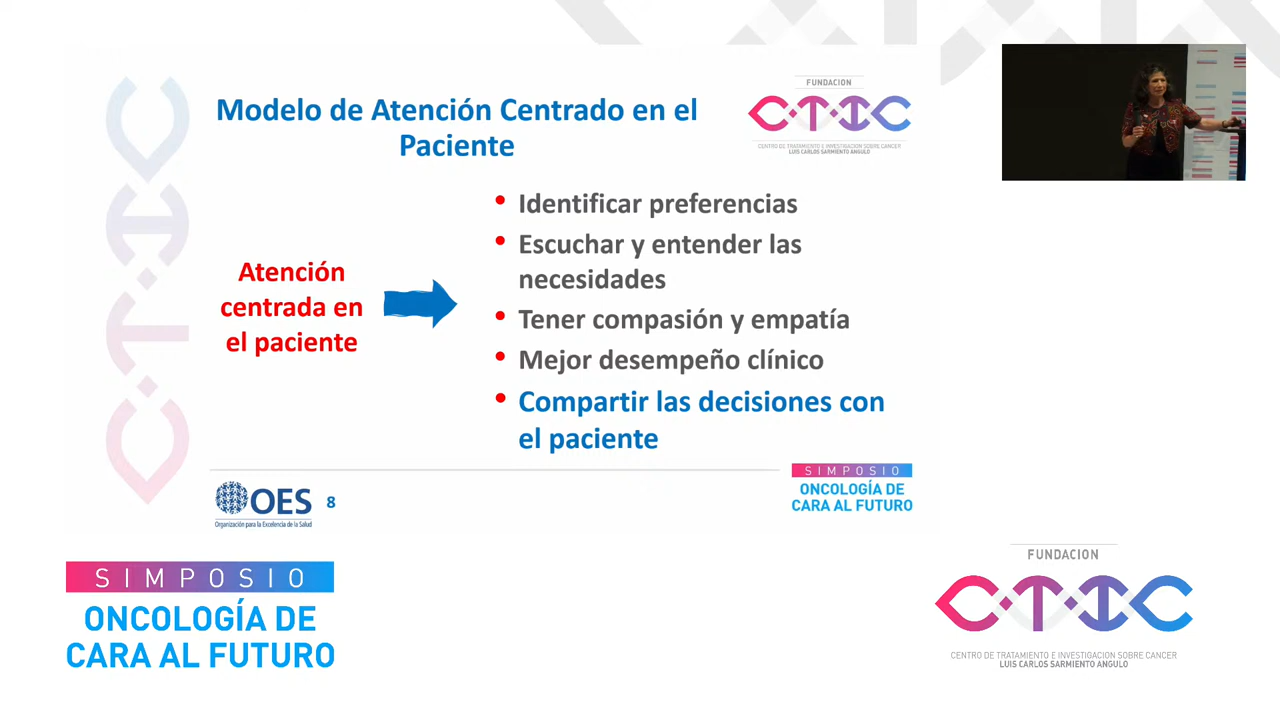 Modelo de Atención Centrado en el
Paciente
FUNDACION
CTIC
CENTRO DE TRATAMIENTO E INVESTIGACION SOBRE CANCER
LUIS CARLOS SARMIENTO ANGULO
CTIC
Atención
centrada en
el paciente
• Identificar preferencias
• Escuchar y entender las
necesidades
• Tener compasión y empatía
• Mejor desempeño clínico
• Compartir las decisiones con
el paciente
OES
Organización para la Excelencia de la Salud
8
SIMPOSIO
ONCOLOGÍA DE
CARA AL FUTURO
SIMPOSIO
ONCOLOGÍA DE
CARA AL FUTURO
FUNDACION
CTIC
CENTRO DE TRATAMIENTO E INVESTIGACION SOBRE CANCER
LUIS CARLOS SARMIENTO ANGULO